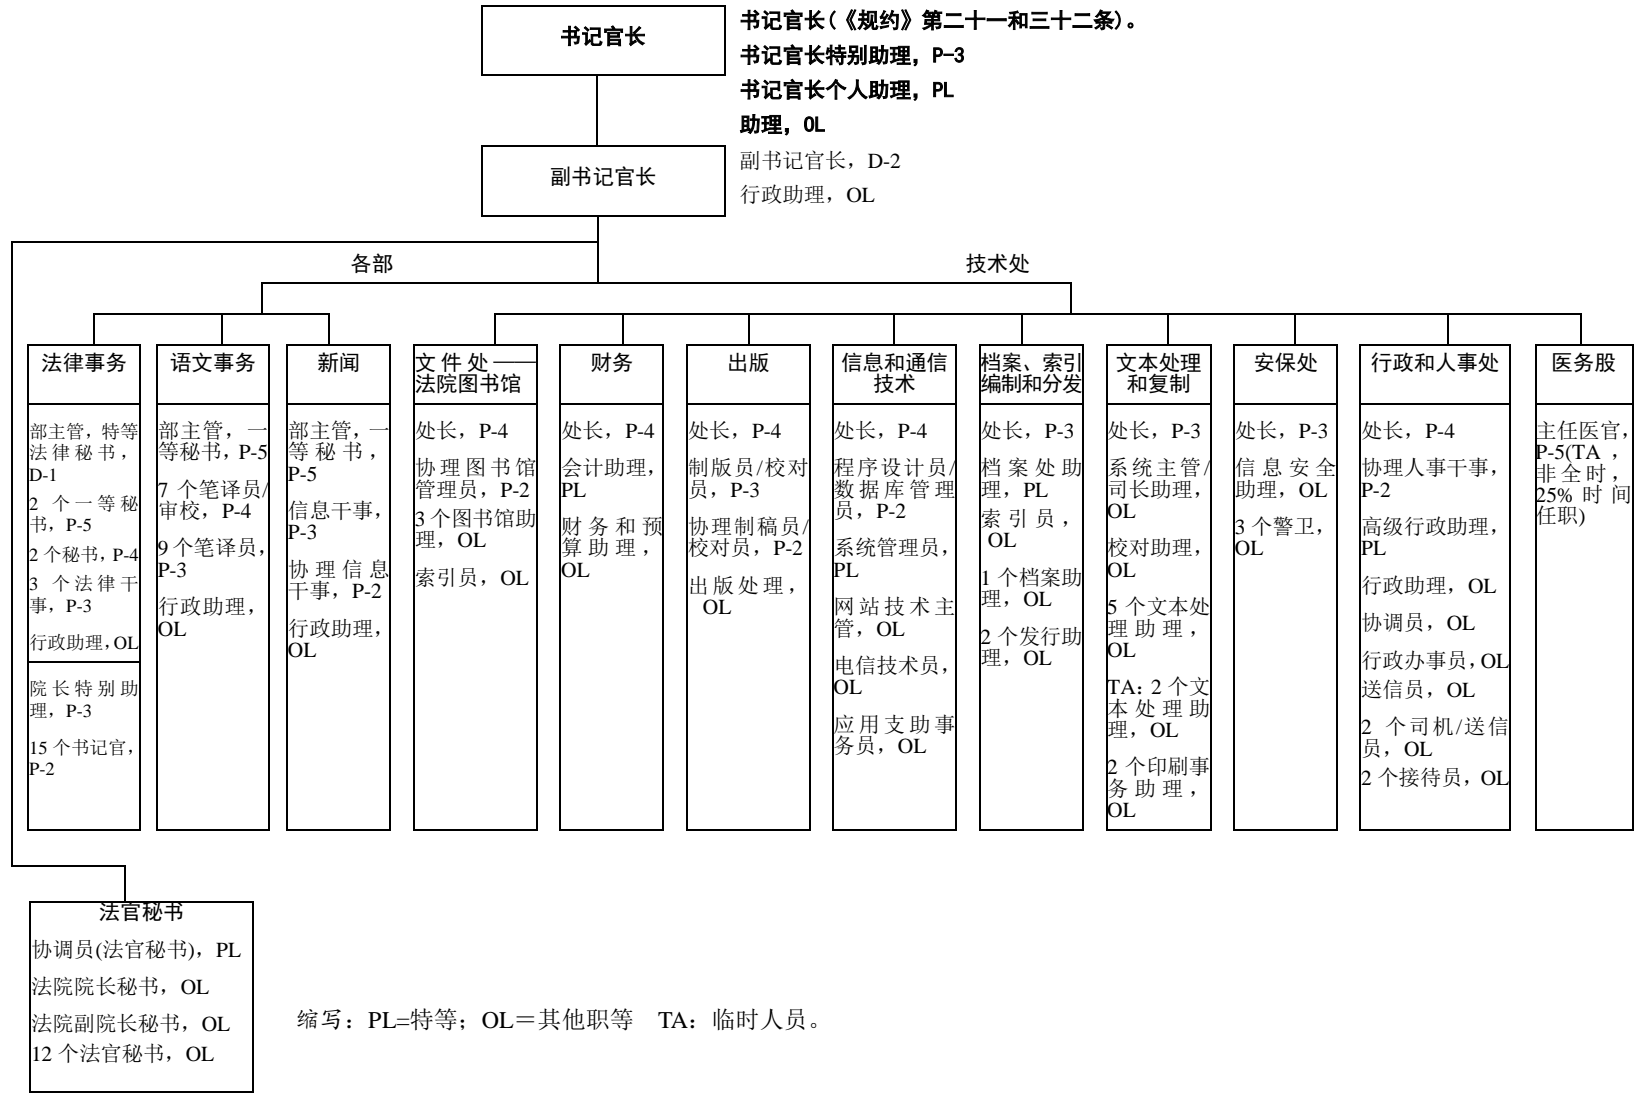 书记官长
书记官长(《规约》第二十一和三十二条)。
书记官长特别助理，P-3
书记官长个人助理，PL
助理，OL
副书记官长
副书记官长，D-2
行政助理，OL
各部
技术处
法律事务
部主管，特等
法律秘书，
D-1
2 个一等秘
书，P-5
2 个秘书，P-4
3 个法律干
事，P-3
行政助理，OL
院长特别助
理，P-3
15 个书记官，
P-2
语文事务
部主管，一
等秘书，P-5
7 个笔译员/
审校，P-4
9 个笔译员，
P-3
行政助理，
OL
新闻
部主管，一
等秘书，
P-5
信息干事，
P-3
协理信息
干事，P-2
行政助理，
OL
文件处——
法院图书馆
处长，P-4
协理图书馆
管理员，P-2
3 个图书馆助
理，OL
索引员，OL
财务
处长，P-4
会计助理，
PL
财务和预
算助理，
OL
出版
处长，P-4
制版员/校对
员，P-3
协理制稿员/
校对员，P-2
出版处理，
OL
信息和通信
技术
处长，P-4
程序设计员/
数据库管理
员，P-2
系统管理员，
PL
网站技术主
管，OL
电信技术员，
OL
应用支助事
务员，OL
档案、索引
编制和分发
处长，P-3
档案处助
理，PL
索引员，
OL
1 个档案助
理，OL
2 个发行助
理，OL
文本处理
和复制
处长，P-3
系统主管/
司长助理，
OL
校对助理，
OL
5 个文本处
理助理，
OL
TA：2 个文
本处理助
理，OL
2 个印刷事
务助理，
OL
安保处
处长，P-3
信息安全
助理，OL
3 个警卫，
OL
行政和人事处
处长，P-4
协理人事干事，
P-2
高级行政助理，
PL
行政助理，OL
协调员，OL
行政办事员，OL
送信员，OL
2 个司机/送信
员，OL
2 个接待员，OL
医务股
主任医官，
P-5(TA，
非全时，
25%时间
任职)
法官秘书
协调员(法官秘书)，PL
法院院长秘书，OL
法院副院长秘书，OL
12 个法官秘书，OL
缩写：PL=特等；OL＝其他职等 TA：临时人员。